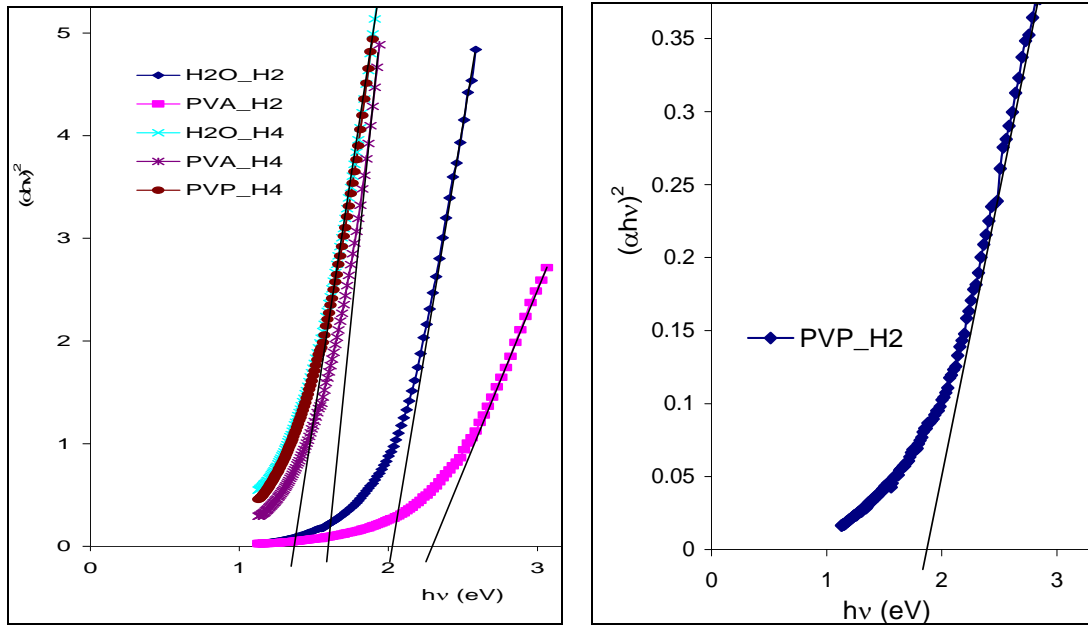 5
4
3
2
1
0
(αhν)²
H2O_H2
PVA_H2
H2O_H4
PVA_H4
PVP_H4
0 1 2 3
hν (eV)
0.35
0.3
0.25
0.2
0.15
0.1
0.05
0
(αhν)²
PVP_H2
0 1 2 3
hν (eV)